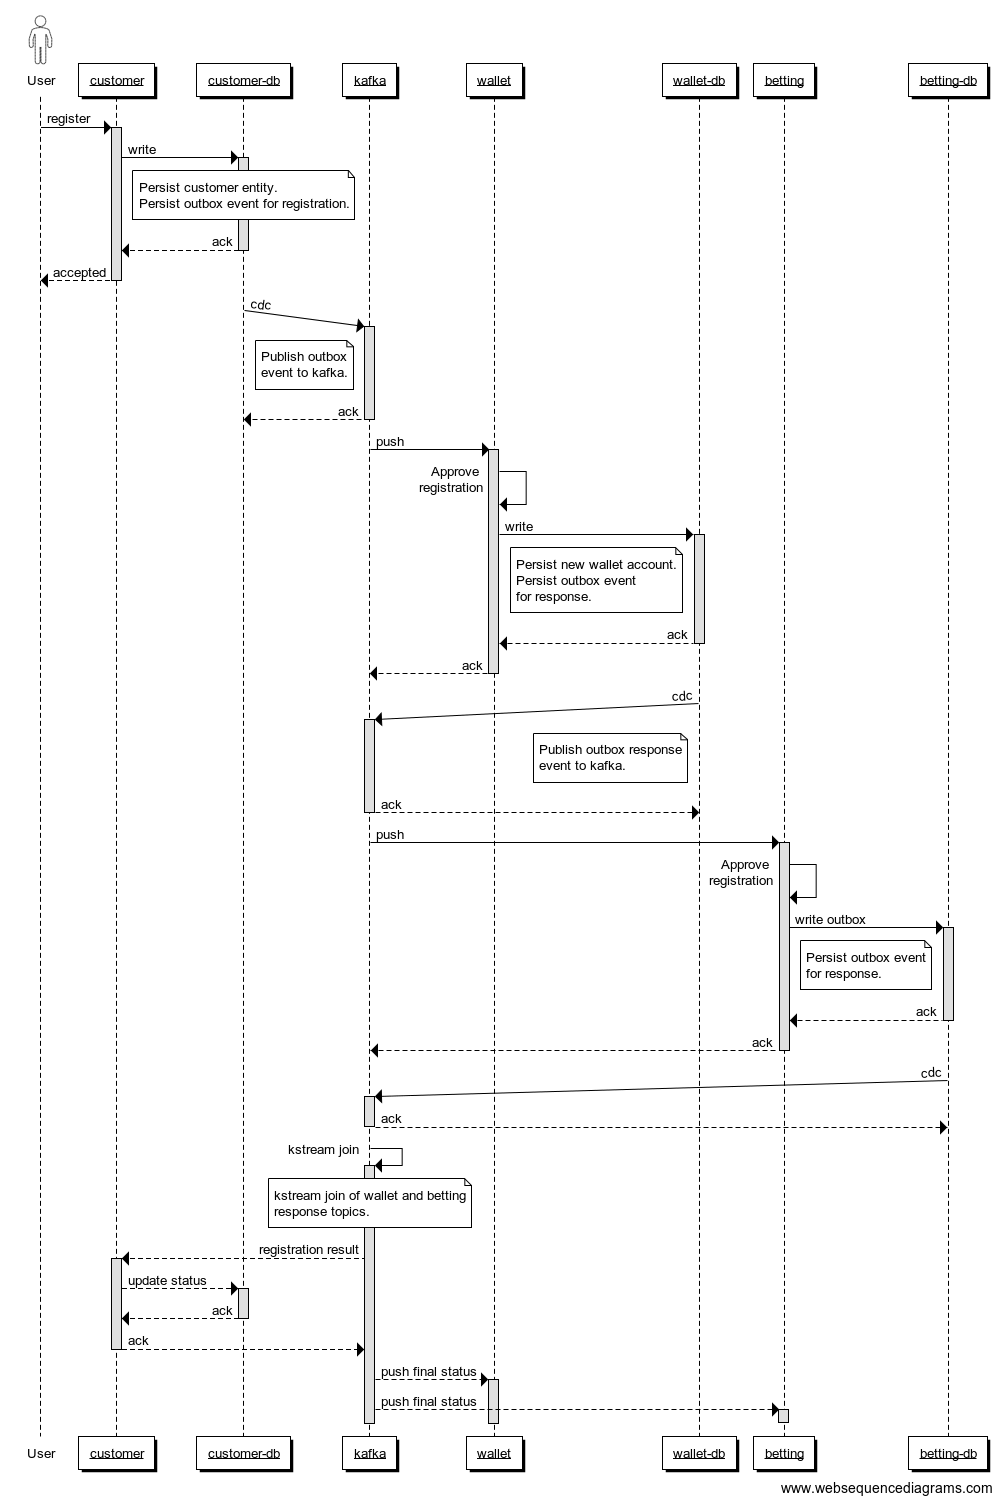 User
customer
customer-db
kafka
wallet
wallet-db
betting
betting-db
register
write
Persist customer entity.
Persist outbox event for registration.
ack
accepted
cdc
Publish outbox
event to kafka.
ack
push
Approve
registration
write
Persist new wallet account.
Persist outbox event
for response.
ack
ack
cdc
Publish outbox response
event to kafka.
ack
push
Approve
registration
write outbox
Persist outbox event
for response.
ack
ack
cdc
ack
kstream join
kstream join of wallet and betting
response topics.
registration result
update status
ack
ack
push final status
push final status
User
customer
customer-db
kafka
wallet
wallet-db
betting
betting-db
www.websequencediagrams.com